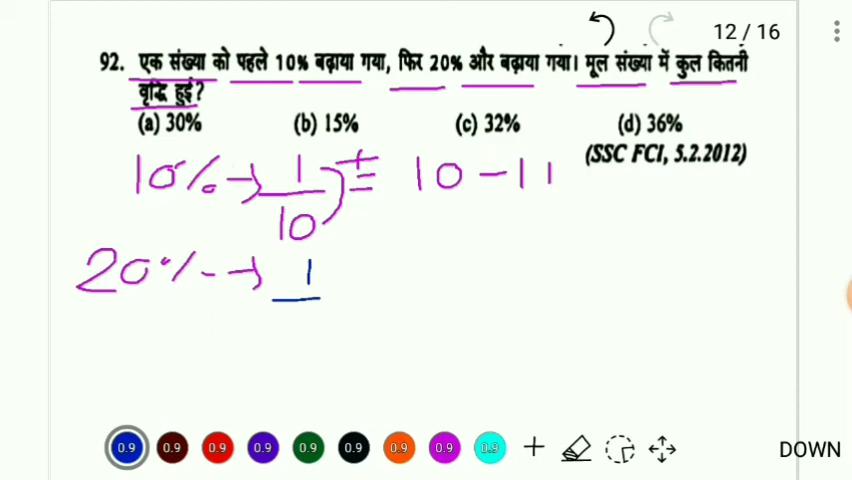 12 / 16
92. एक संख्या को पहले 10% बढ़ाया गया, फिर 20% और बढ़ाया गया। मूल संख्या में कुल कितनी
वृद्धि हुई?
(a) 30% (b) 15% (c) 32% (d) 36%
(SSC FCI, 5.2.2012)
10% → 1/10 + = 10 – 11
20% → 1
0.9 0.9 0.9 0.9 0.9 0.9 0.9 0.9 0.9
DOWN